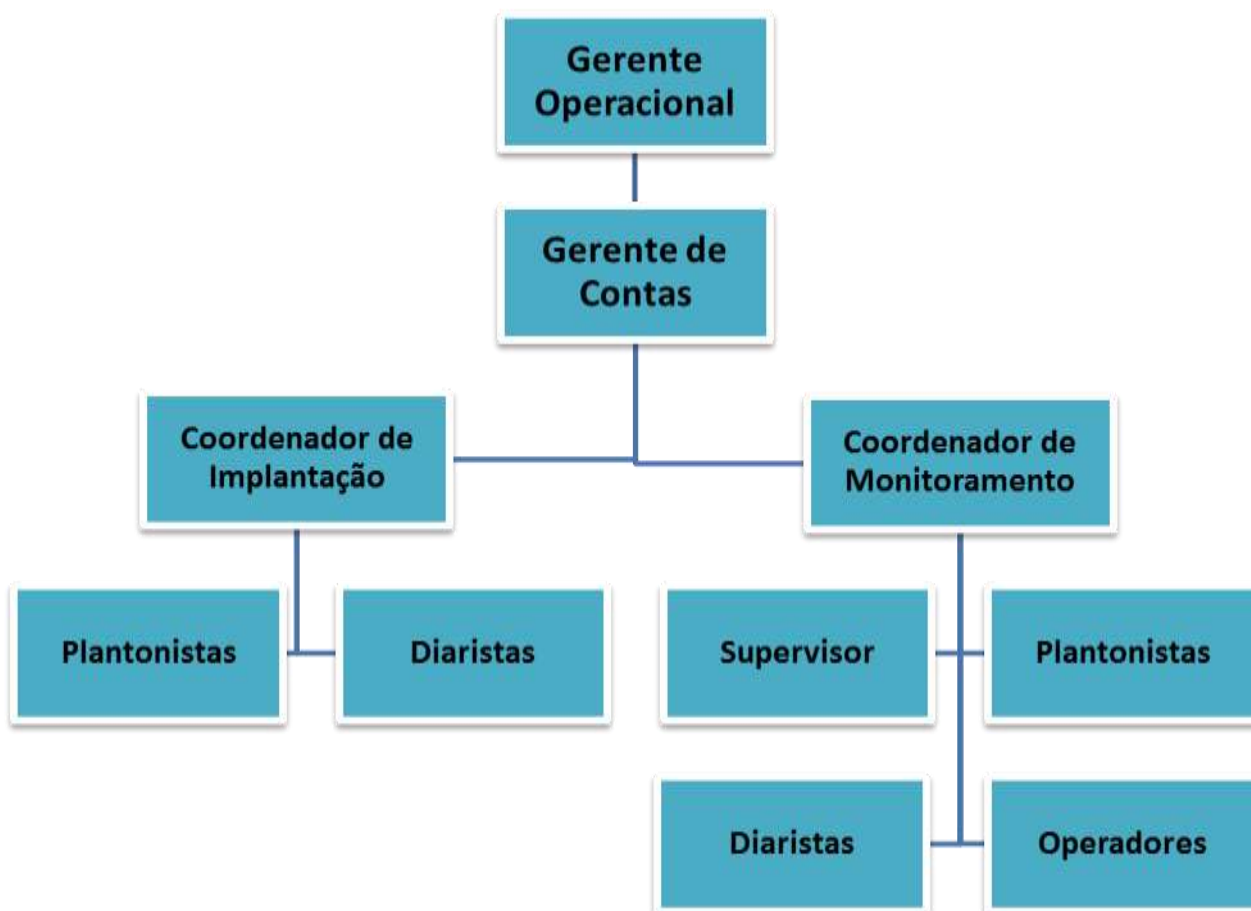 Gerente
Operacional
Gerente de
Contas
Coordenador de
Implantação
Coordenador de
Monitoramento
Plantonistas
Diaristas
Supervisor
Plantonistas
Diaristas
Operadores